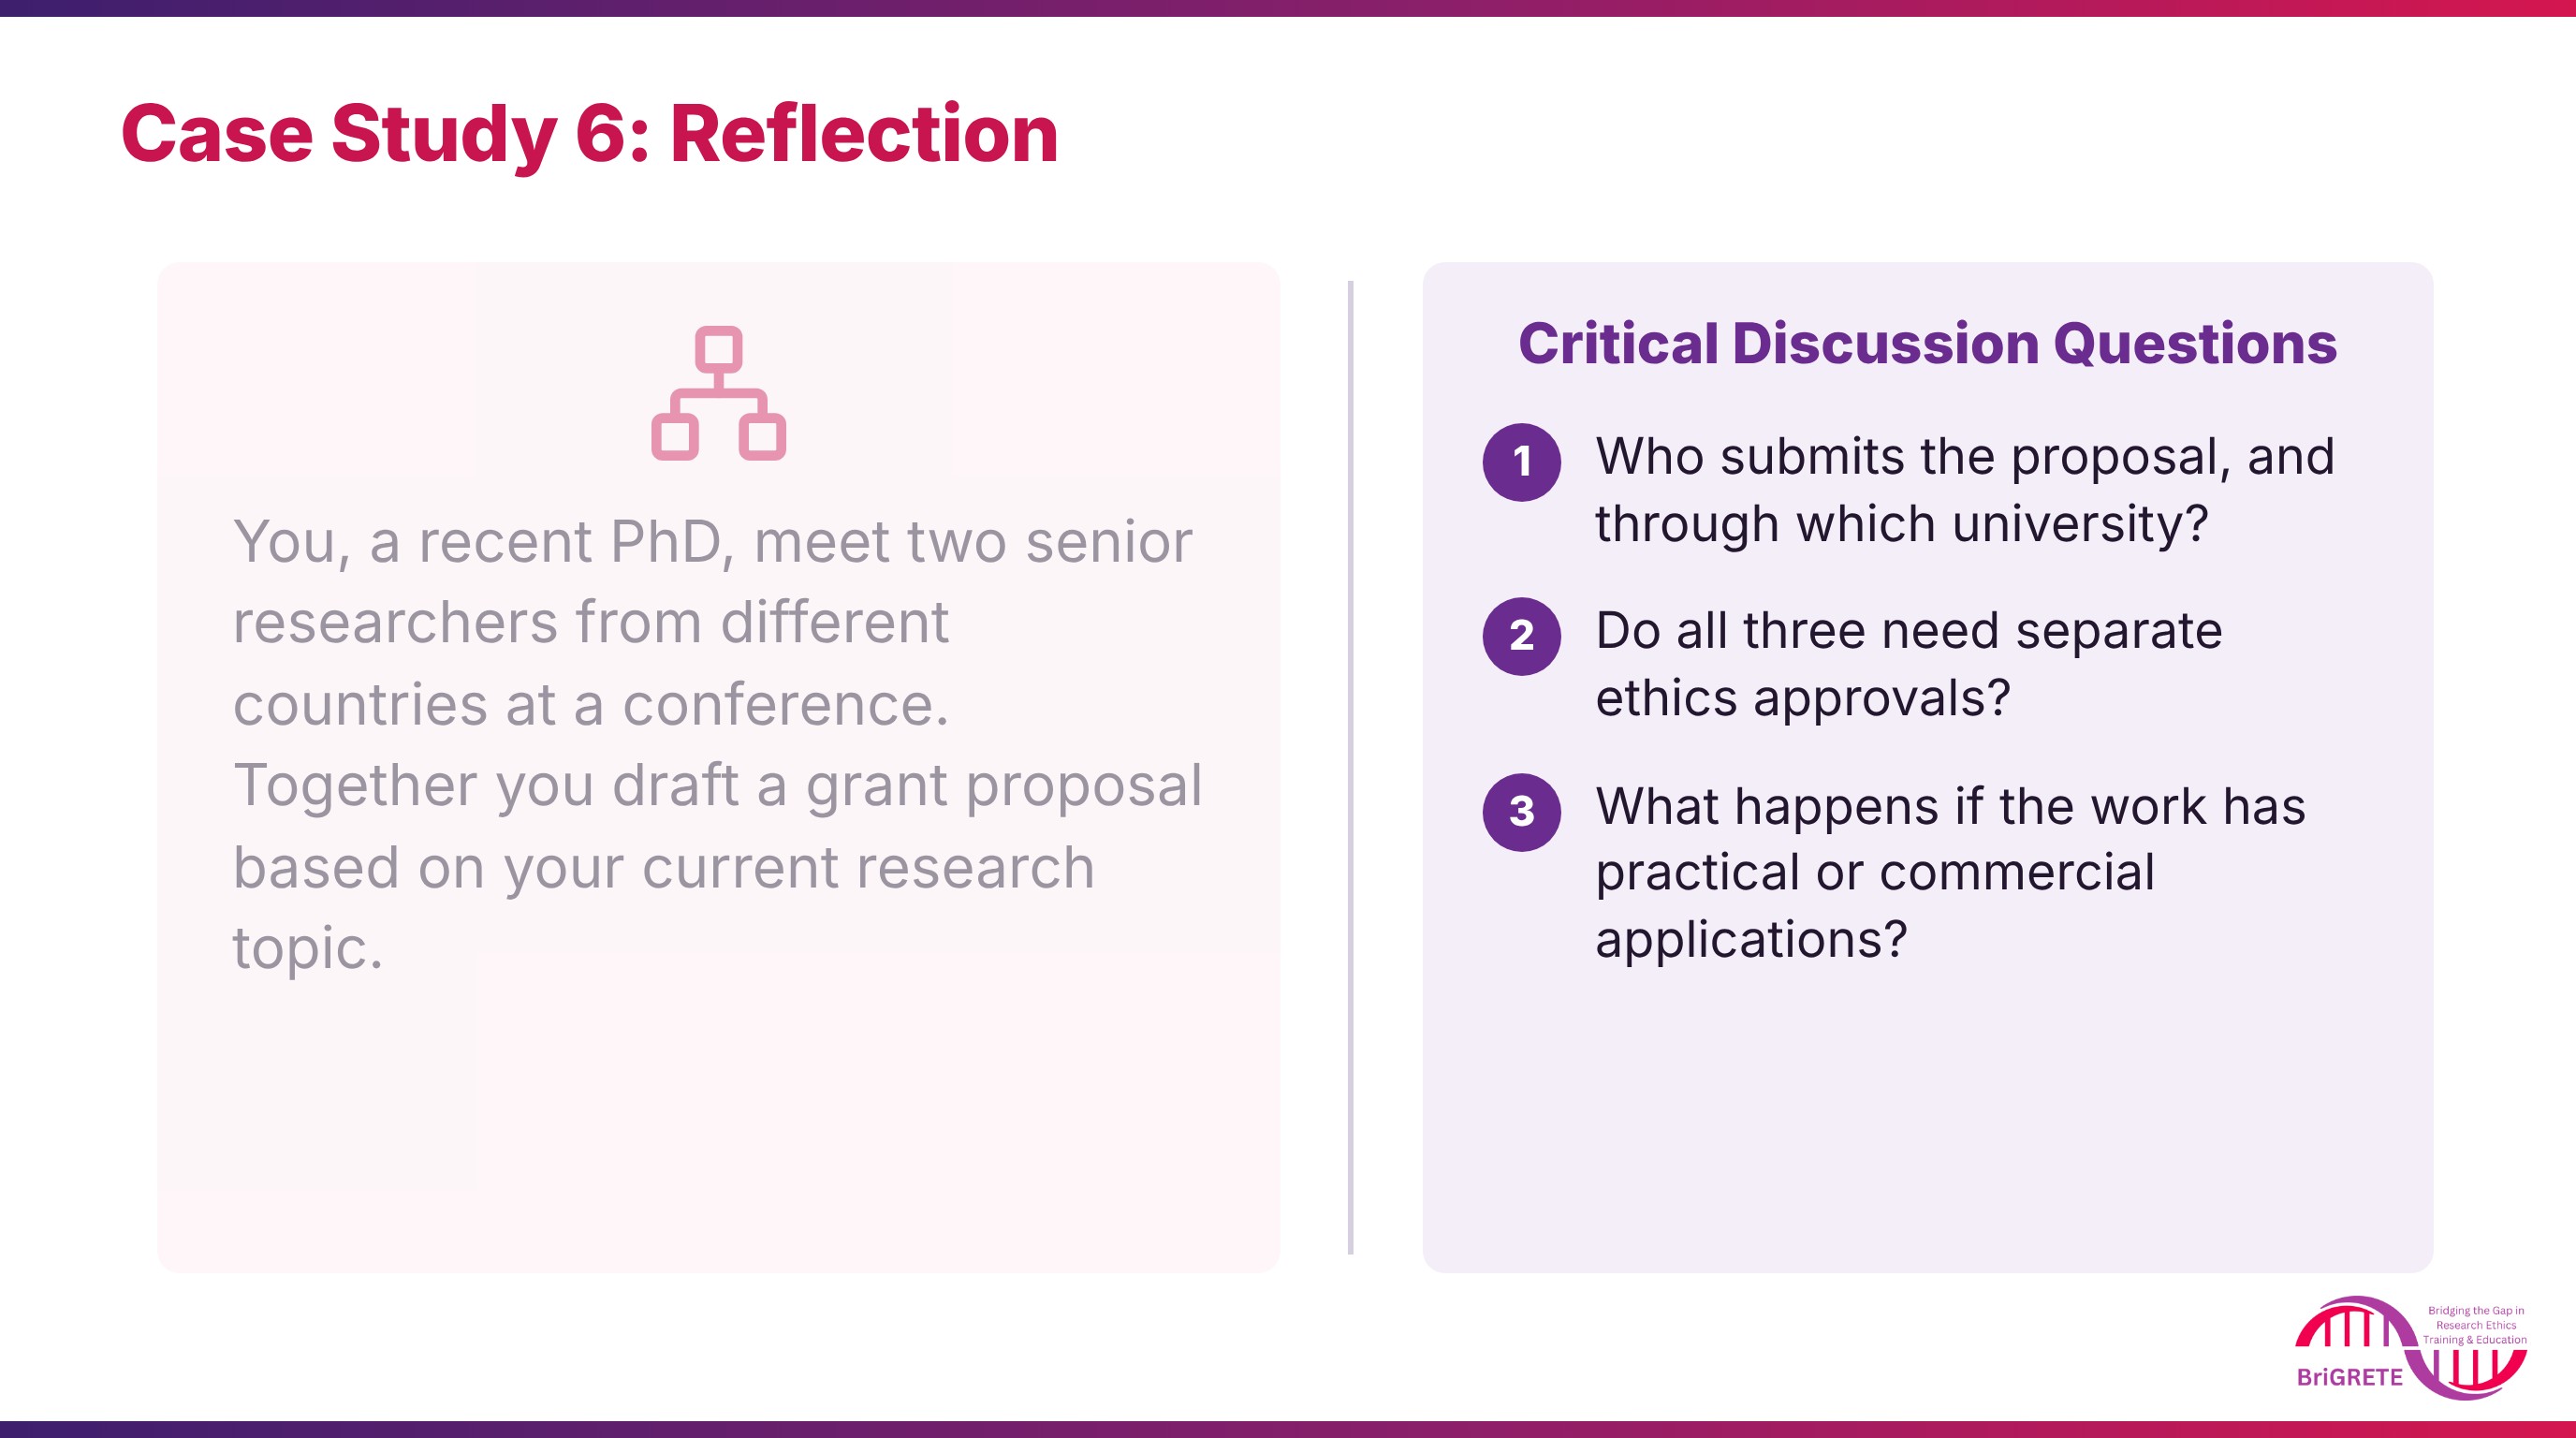 Case Study 6: Reflection
You, a recent PhD, meet two senior
researchers from different
countries at a conference.
Together you draft a grant proposal
based on your current research
topic.
Critical Discussion Questions
1 Who submits the proposal, and
through which university?
2 Do all three need separate
ethics approvals?
3 What happens if the work has
practical or commercial
applications?
Bridging the Gap in
Research Ethics
Training & Education
BriGRETE